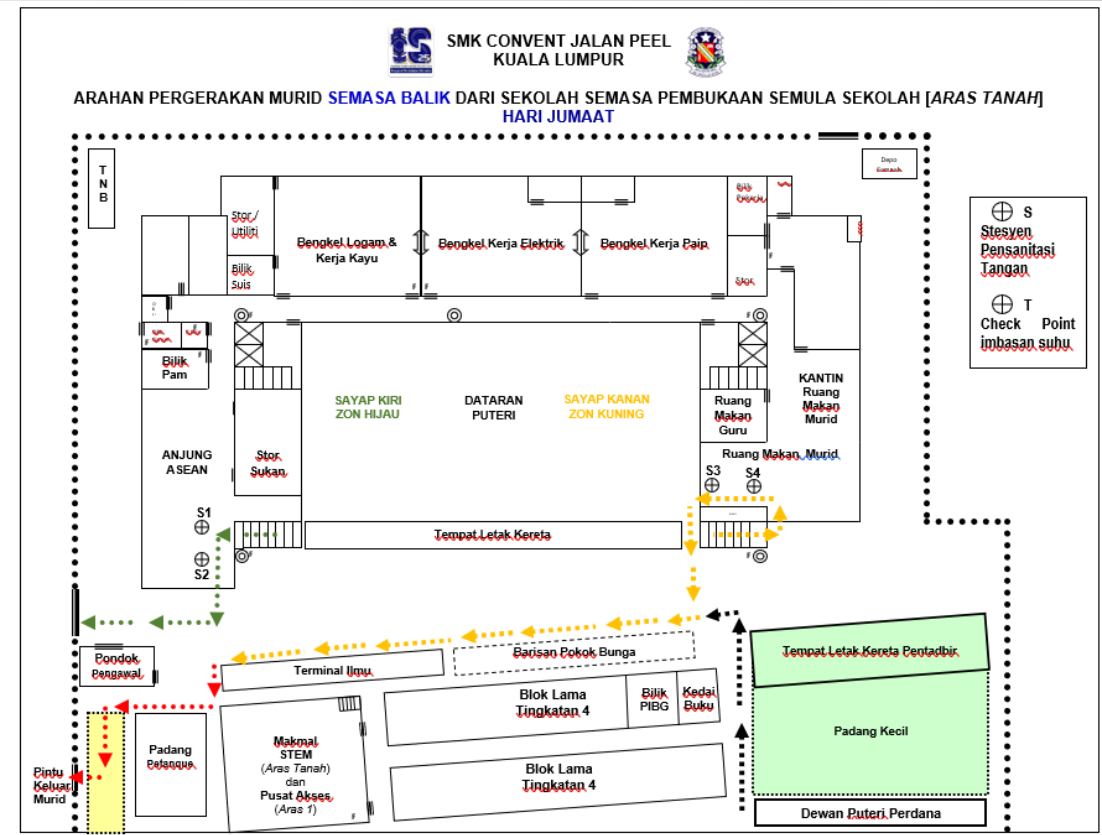 SMK CONVENT JALAN PEEL
KUALA LUMPUR
ARAHAN PERGERAKAN MURID SEMASA BALIK DARI SEKOLAH SEMASA PEMBUKAAN SEMULA SEKOLAH [ARAS TANAH]
HARI JUMAAT
T
N
B
Depo
Stor /
Utiliti
Bilik
Suis
Bengkel Logam &
Kerja Kayu
Bengkel Kerja Elektrik
Bengkel Kerja Paip
Bilik
Stor
S
Stesyen
Pensanitasi
Tangan
T
Check Point
imbasan suhu
Bilik
Pam
ANJUNG
ASEAN
Stor
Sukan
SAYAP KIRI
ZON HIJAU
DATARAN
PUTERI
SAYAP KANAN
ZON KUNING
Ruang
Makan
Guru
KANTIN
Ruang
Makan
Murid
Ruang Makan Murid
S1
S2
S3
S4
Tempat Letak Kereta
Pondok
Pengawal
Terminal Ilmu
Barisan Pokok Bunga
Tempat Letak Kereta Pentadbir
Blok Lama
Tingkatan 4
Bilik
PIBG
Kedai
Buku
Padang Kecil
Padang
Petanque
Makmal
STEM
(Aras Tanah)
dan
Pusat Akses
(Aras 1)
Pintu
Keluar
Murid
Blok Lama
Tingkatan 4
Dewan Puteri Perdana